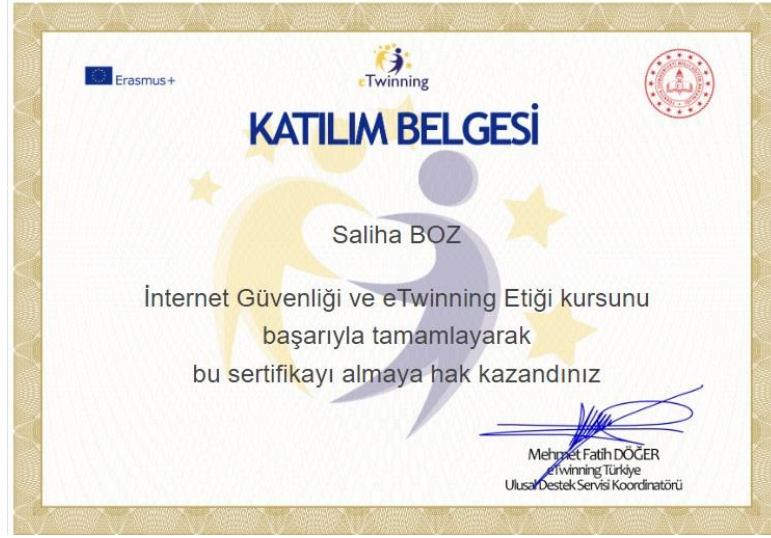 Erasmus+
eTwinning
KATILIM BELGESİ
Saliha BOZ
İnternet Güvenliği ve eTwinning Etiği kursunu
başarıyla tamamlayarak
bu sertifikayı almaya hak kazandınız
Mehmet Fatih DÖĞER
eTwinning Türkiye
Ulusal Destek Servisi Koordinatörü